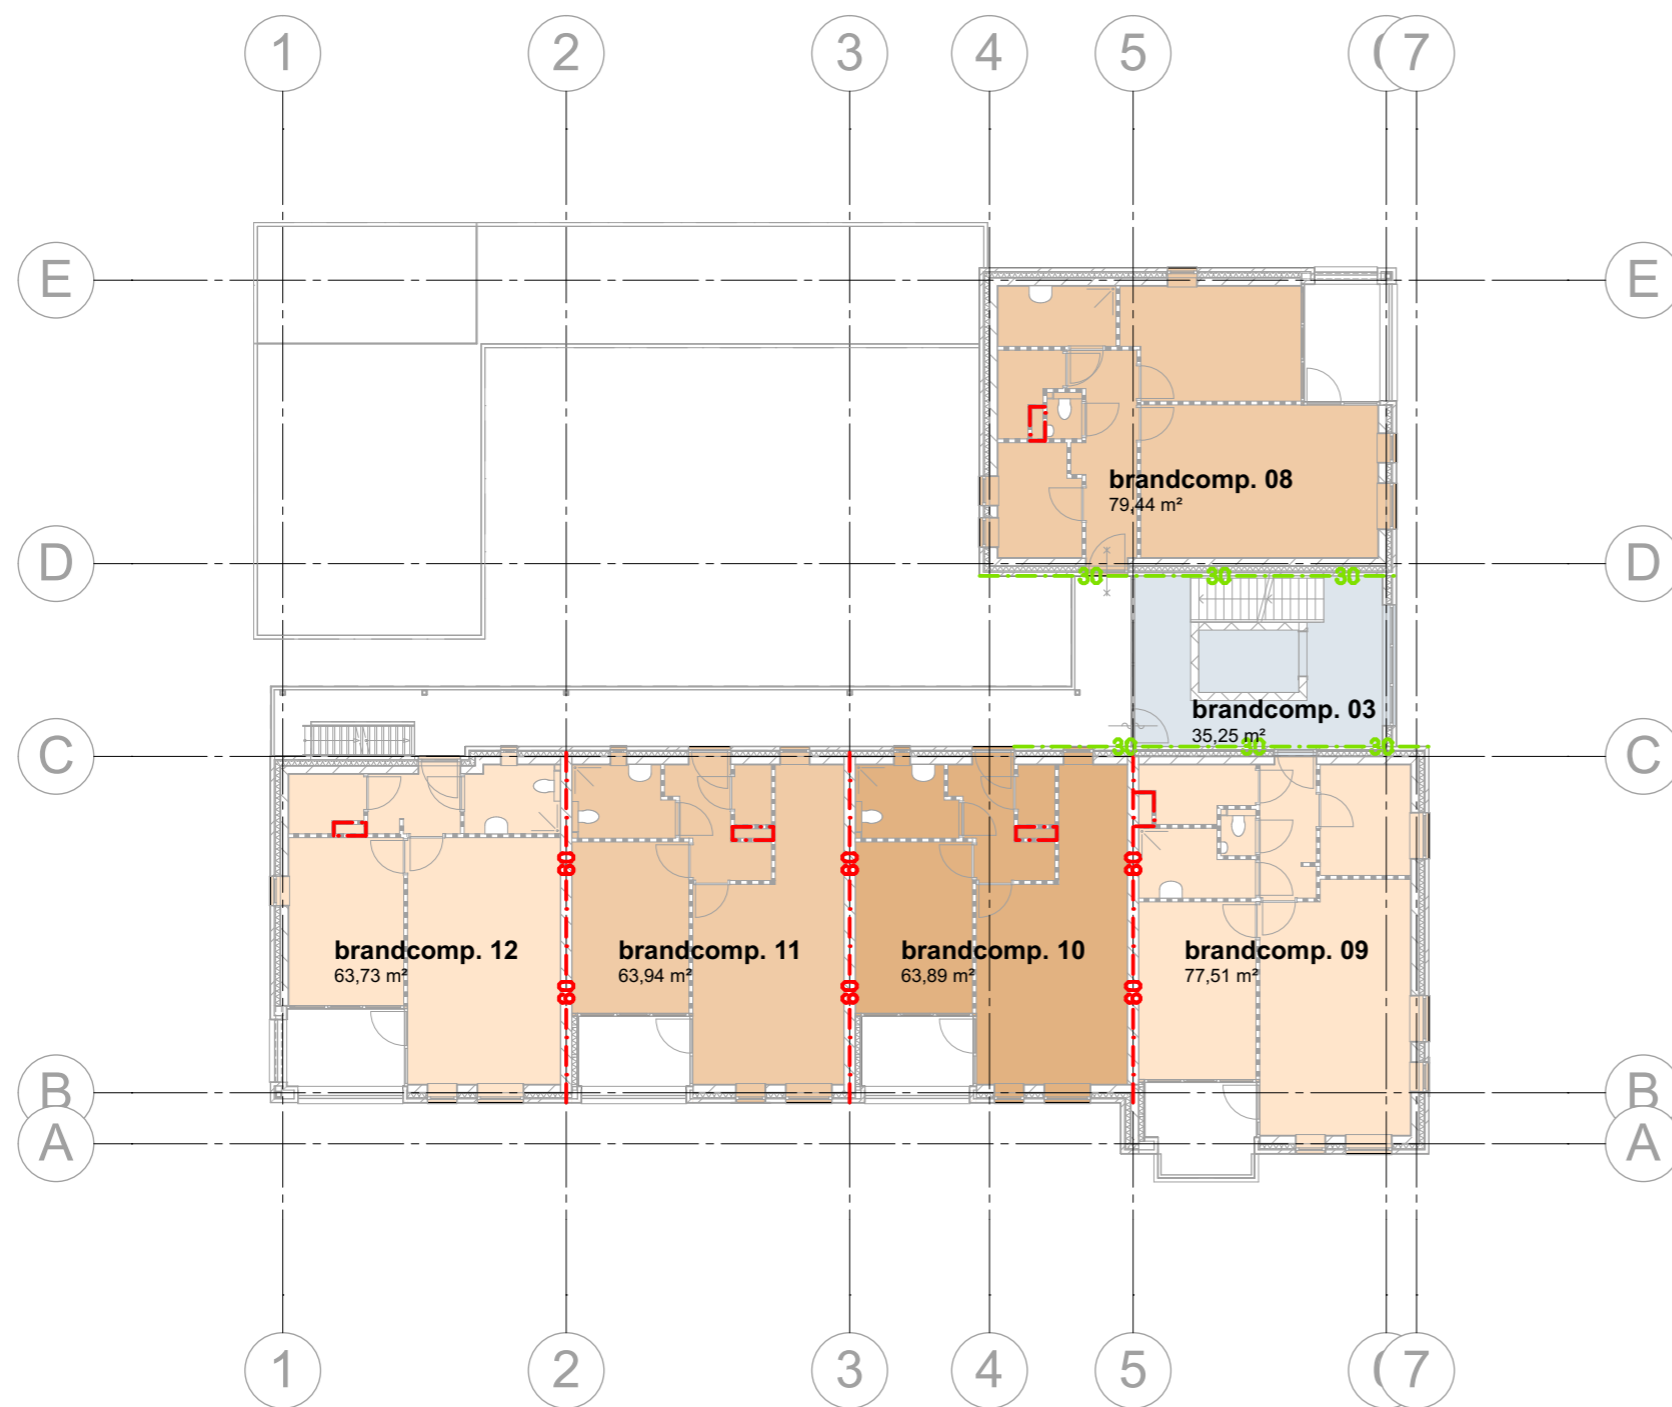 1 2 3 4 5 6 7
E E
brandcomp. 08
79,44 m²
D D
30 30 30
brandcomp. 03
35,25 m²
30 30 30
C C
60 60 60
brandcomp. 12
63,73 m²
brandcomp. 11
63,94 m²
brandcomp. 10
63,89 m²
brandcomp. 09
77,51 m²
60 60 60
B B
A A
1 2 3 4 5 6 7